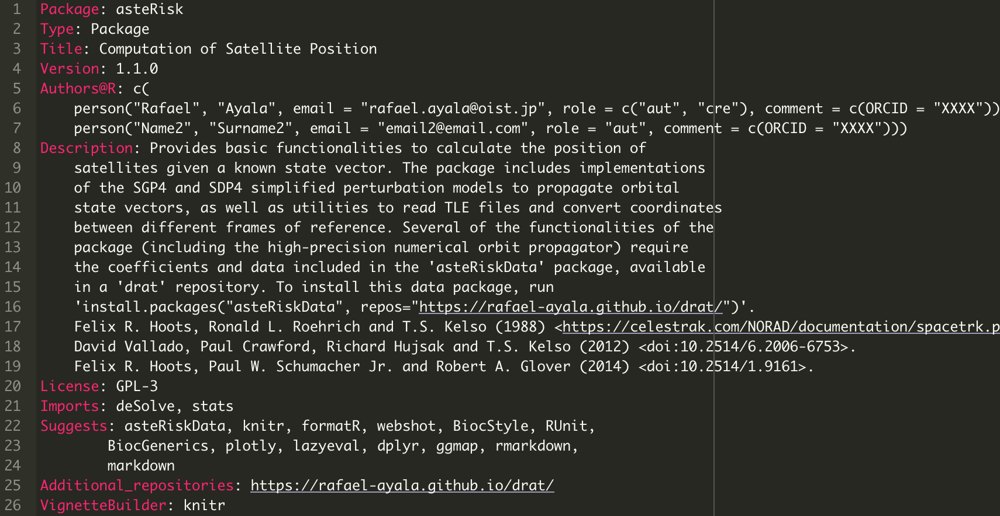 1 Package: asteRisk
2 Type: Package
3 Title: Computation of Satellite Position
4 Version: 1.1.0
5 Authors@R: c(
6 person("Rafael", "Ayala", email = "rafael.ayala@oist.jp", role = c("aut", "cre"), comment = c(ORCID = "XXXX"))
7 person("Name2", "Surname2", email = "email2@email.com", role = "aut", comment = c(ORCID = "XXXX")))
8 Description: Provides basic functionalities to calculate the position of
9 satellites given a known state vector. The package includes implementations
10 of the SGP4 and SDP4 simplified perturbation models to propagate orbital
11 state vectors, as well as utilities to read TLE files and convert coordinates
12 between different frames of reference. Several of the functionalities of the
13 package (including the high-precision numerical orbit propagator) require
14 the coefficients and data included in the 'asteRiskData' package, available
15 in a 'drat' repository. To install this data package, run
16 'install.packages("asteRiskData", repos="https://rafael-ayala.github.io/drat/")'.
17 Felix R. Hoots, Ronald L. Roehrich and T.S. Kelso (1988) <https://celestrak.com/NORAD/documentation/spacetrk.p
18 David Vallado, Paul Crawford, Richard Hujsak and T.S. Kelso (2012) <doi:10.2514/6.2006-6753>.
19 Felix R. Hoots, Paul W. Schumacher Jr. and Robert A. Glover (2014) <doi:10.2514/1.9161>.
20 License: GPL-3
21 Imports: deSolve, stats
22 Suggests: asteRiskData, knitr, formatR, webshot, BiocStyle, RUnit,
23 BiocGenerics, plotly, lazyeval, dplyr, ggmap, rmarkdown,
24 markdown
25 Additional_repositories: https://rafael-ayala.github.io/drat/
26 VignetteBuilder: knitr